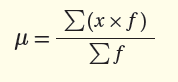 μ = ∑(x × f) / ∑f